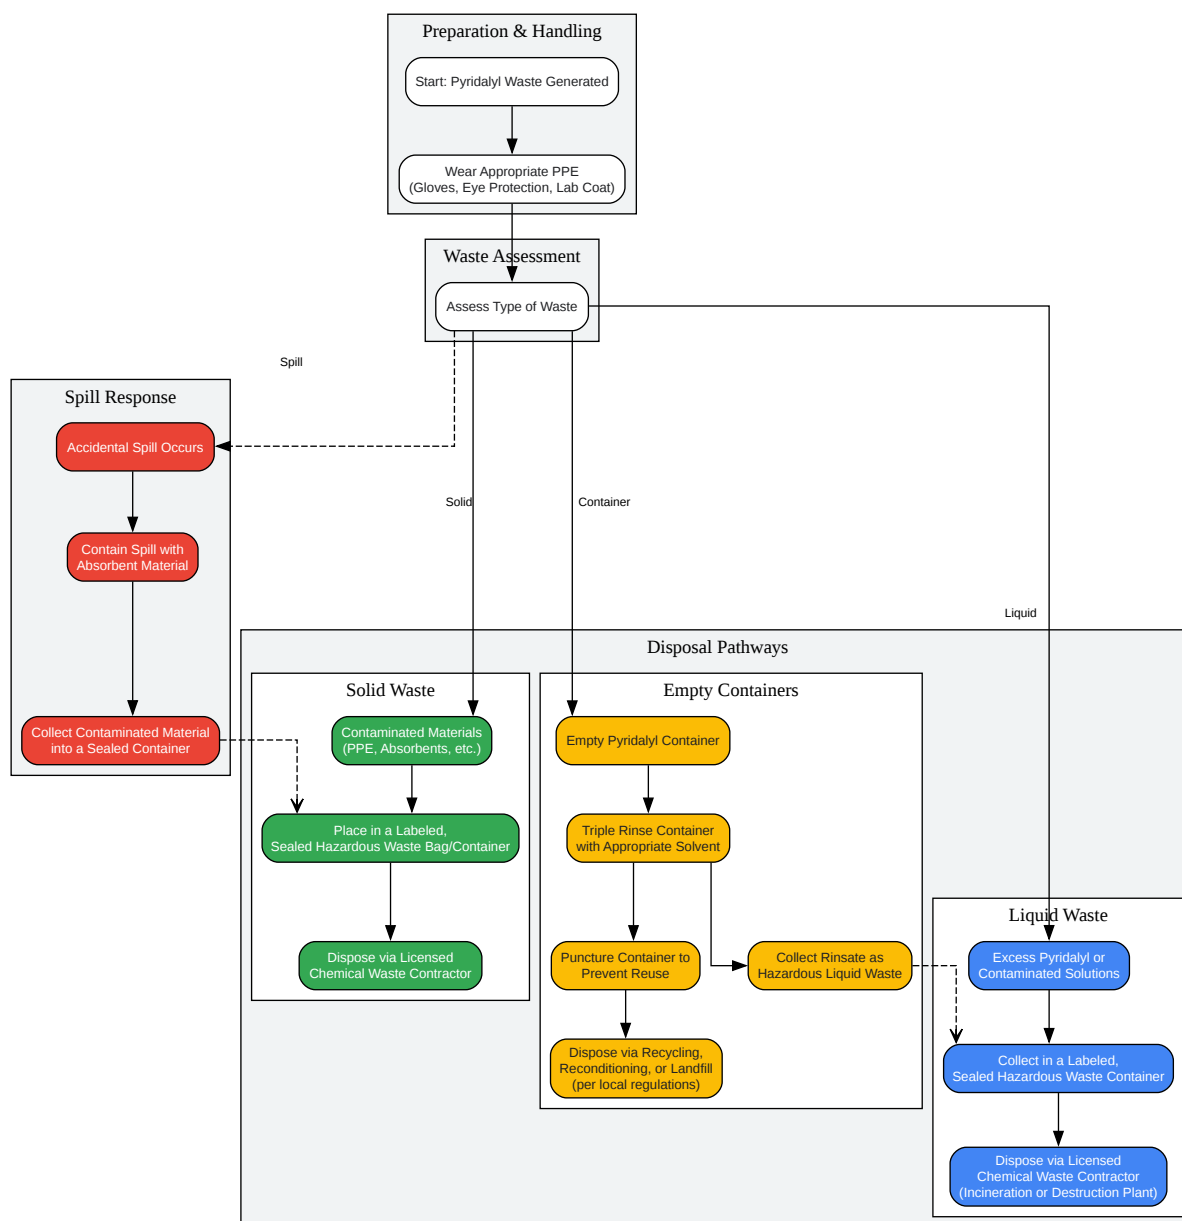 Preparation & Handling
Start: Pyridalyl Waste Generated
Wear Appropriate PPE
(Gloves, Eye Protection, Lab Coat)
Waste Assessment
Assess Type of Waste
Spill
Spill Response
Accidental Spill Occurs
Solid
Container
Contain Spill with
Absorbent Material
Liquid
Disposal Pathways
Solid Waste
Empty Containers
Collect Contaminated Material
into a Sealed Container
Contaminated Materials
(PPE, Absorbents, etc.)
Empty Pyridalyl Container
Place in a Labeled,
Sealed Hazardous Waste Bag/Container
Triple Rinse Container
with Appropriate Solvent
Liquid Waste
Dispose via Licensed
Chemical Waste Contractor
Puncture Container to
Prevent Reuse
Collect Rinsate as
Hazardous Liquid Waste
Excess Pyridalyl or
Contaminated Solutions
Dispose via Recycling,
Reconditioning, or Landfill
(per local regulations)
Collect in a Labeled,
Sealed Hazardous Waste Container
Dispose via Licensed
Chemical Waste Contractor
(Incineration or Destruction Plant)